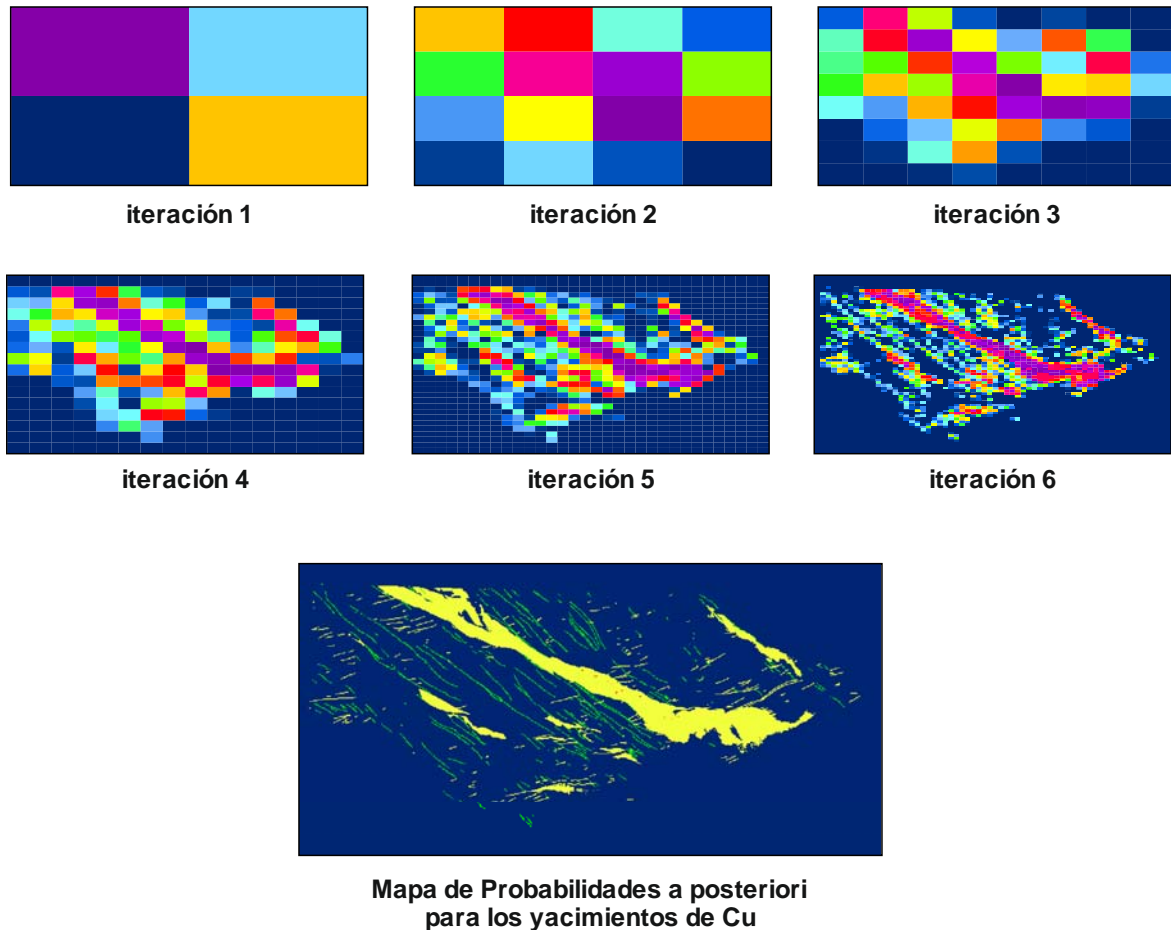 iteración 1
iteración 2
iteración 3
iteración 4
iteración 5
iteración 6
Mapa de Probabilidades a posteriori
para los yacimientos de Cu